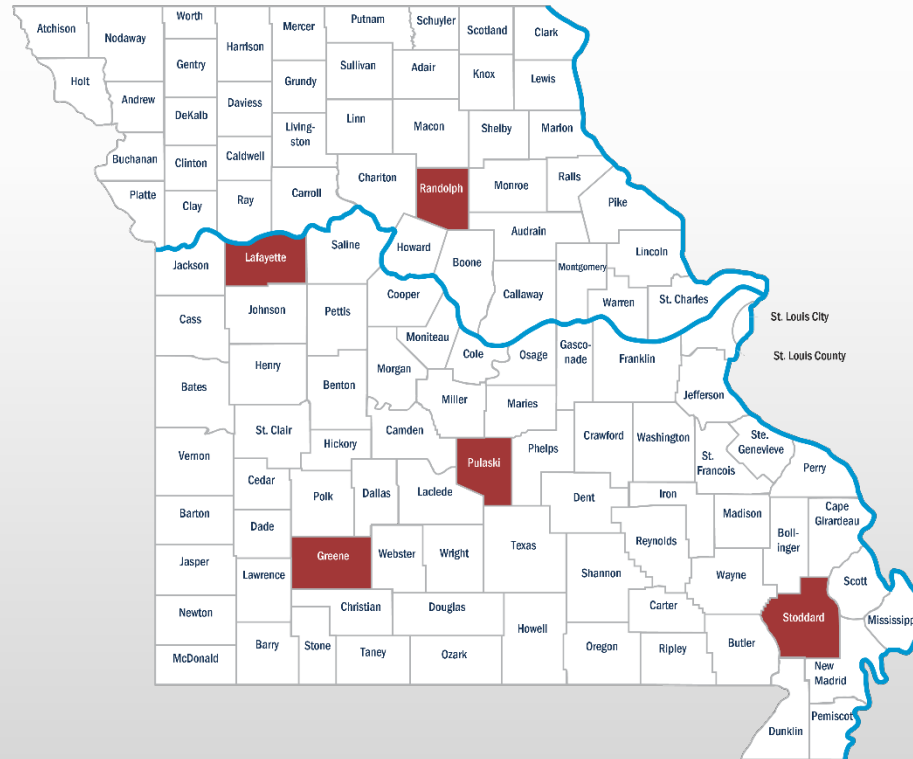 Atchison
Nodaway
Worth
Harrison
Mercer
Putnam
Schuyler
Scotland
Clark
Holt
Gentry
Grundy
Sullivan
Adair
Knox
Lewis
Andrew
DeKalb
Daviess
Living-
ston
Linn
Macon
Shelby
Marion
Buchanan
Clinton
Caldwell
Chariton
Randolph
Monroe
Ralls
Pike
Platte
Clay
Ray
Carroll
Audrain
Jackson
Lafayette
Saline
Howard
Boone
Callaway
Montgomery
Lincoln
Warren
St. Charles
Cass
Johnson
Pettis
Cooper
Moniteau
Cole
Osage
Gasco-
nade
Franklin
St. Louis City
St. Louis County
Bates
Henry
Benton
Morgan
Miller
Maries
Jefferson
Vernon
St. Clair
Hickory
Camden
Pulaski
Phelps
Crawford
Washington
St.
Francois
Ste.
Genevieve
Perry
Cedar
Polk
Dallas
Laclede
Dent
Iron
Madison
Boll-
inger
Cape
Girardeau
Barton
Dade
Greene
Webster
Wright
Texas
Shannon
Reynolds
Wayne
Scott
Jasper
Lawrence
Christian
Douglas
Carter
Stoddard
Mississipp
Newton
Barry
Stone
Taney
Ozark
Howell
Oregon
Ripley
Butler
McDonald
New
Madrid
Dunklin
Pemiscot